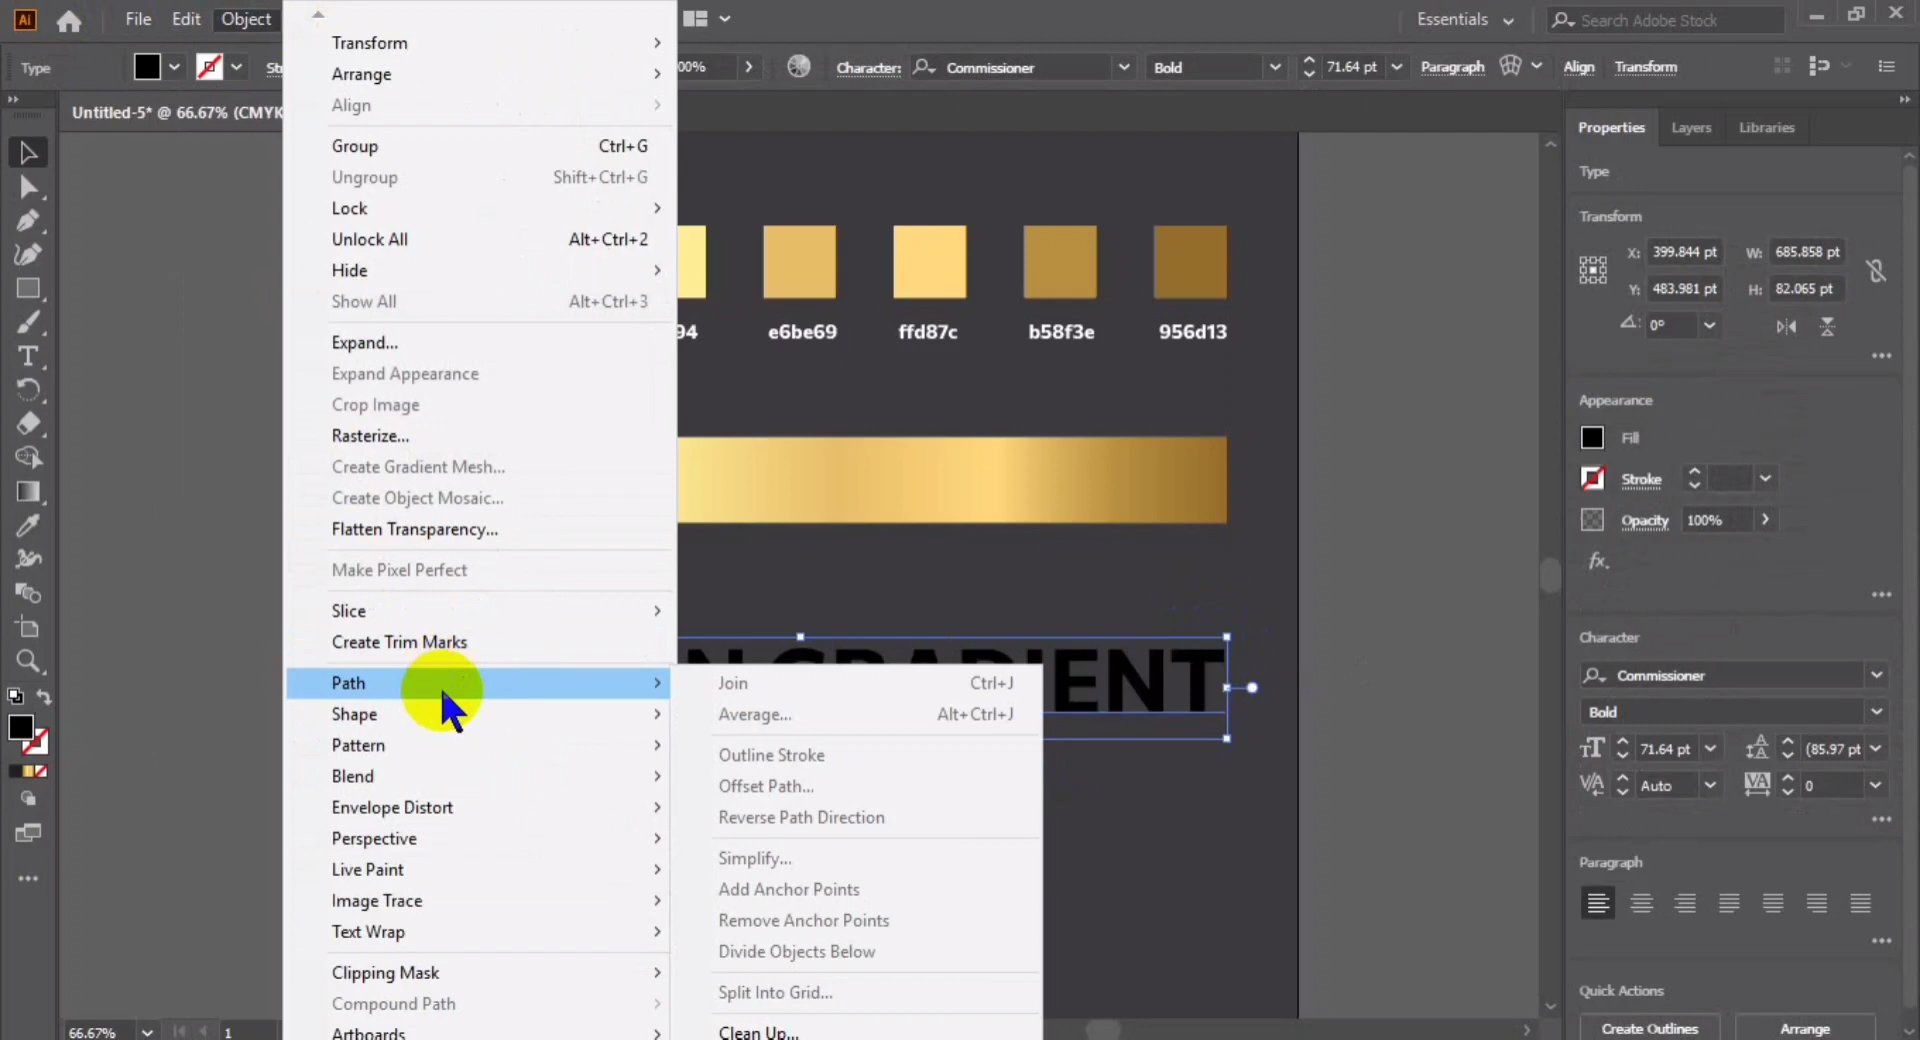 Ai File Edit Object Essentials Search Adobe Stock
Type 00% Character: Commissioner Bold 71.64 pt Paragraph Align Transform
Untitled-5* @ 66.67% (CMYK
Transform
Arrange
Align
Group Ctrl+G
Ungroup Shift+Ctrl+G
Lock
Unlock All Alt+Ctrl+2
Hide
Show All Alt+Ctrl+3
Expand...
Expand Appearance
Crop Image
Rasterize...
Create Gradient Mesh...
Create Object Mosaic...
Flatten Transparency...
Make Pixel Perfect
Slice
Create Trim Marks
Path
Shape
Pattern
Blend
Envelope Distort
Perspective
Live Paint
Image Trace
Text Wrap
Clipping Mask
Compound Path
Artboards
Join Ctrl+J
Average... Alt+Ctrl+J
Outline Stroke
Offset Path...
Reverse Path Direction
Simplify...
Add Anchor Points
Remove Anchor Points
Divide Objects Below
Split Into Grid...
Clean Up...
94 e6be69 ffd87c b58f3e 956d13
N GRADIENT
Properties Layers Libraries
Type
Transform
X: 399.844 pt W: 685.858 pt
Y: 483.981 pt H: 82.065 pt
0°
Appearance
Fill
Stroke
Opacity 100%
fx.
Character
Commissioner
Bold
71.64 pt (85.97 pt
Auto 0
Paragraph
Quick Actions
Create Outlines Arrange
66.67% 1